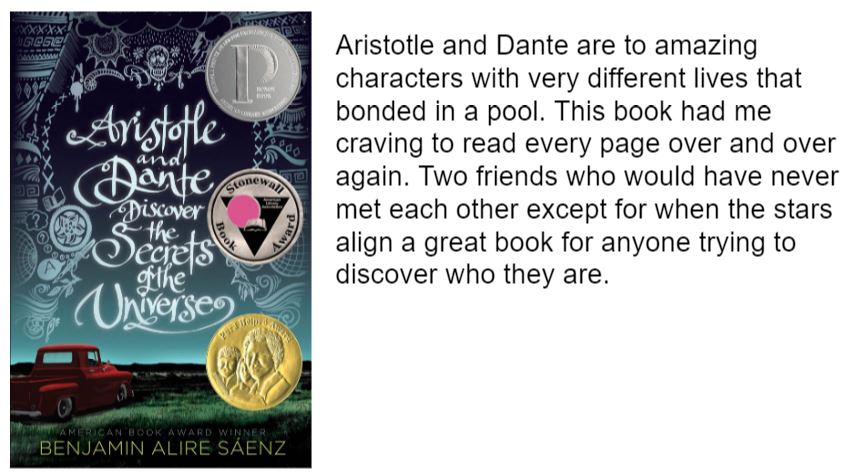 Aristotle
and
Dante
Discover
the
Secrets
of the
Universe
P
HONOR
BOOK
Stonewall
Book
Award
AMERICAN BOOK AWARD WINNER
BENJAMIN ALIRE SÁENZ
Aristotle and Dante are to amazing
characters with very different lives that
bonded in a pool. This book had me
craving to read every page over and over
again. Two friends who would have never
met each other except for when the stars
align a great book for anyone trying to
discover who they are.